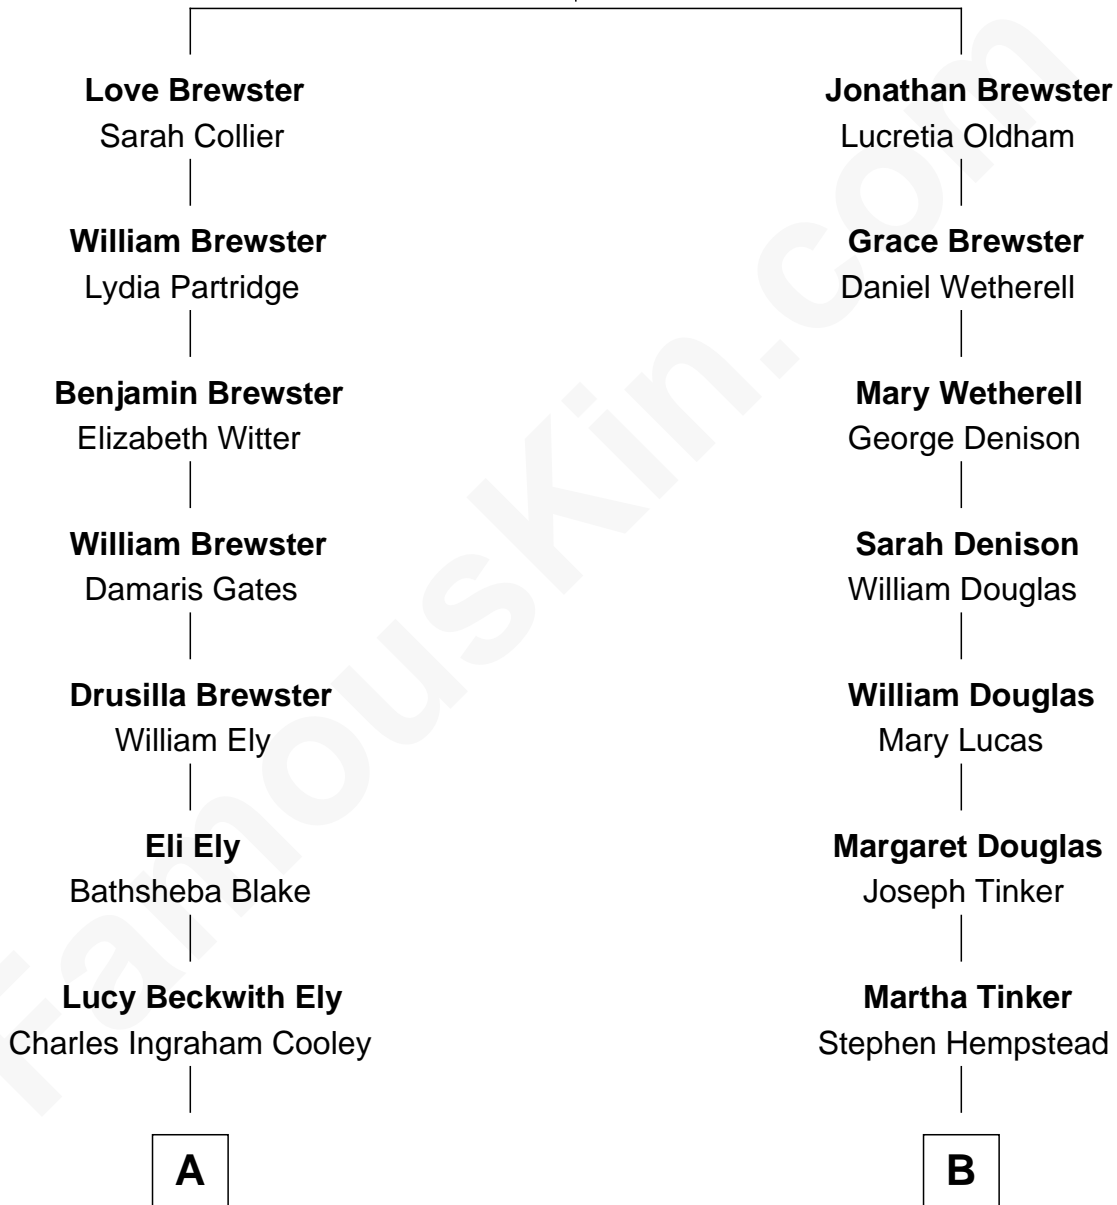 Love Brewster
Sarah Collier
William Brewster
Lydia Partridge
Benjamin Brewster
Elizabeth Witter
William Brewster
Damaris Gates
Drusilla Brewster
William Ely
Eli Ely
Bathsheba Blake
Lucy Beckwith Ely
Charles Ingraham Cooley
A
Jonathan Brewster
Lucretia Oldham
Grace Brewster
Daniel Wetherell
Mary Wetherell
George Denison
Sarah Denison
William Douglas
William Douglas
Mary Lucas
Margaret Douglas
Joseph Tinker
Martha Tinker
Stephen Hempstead
B
FamousKin.com